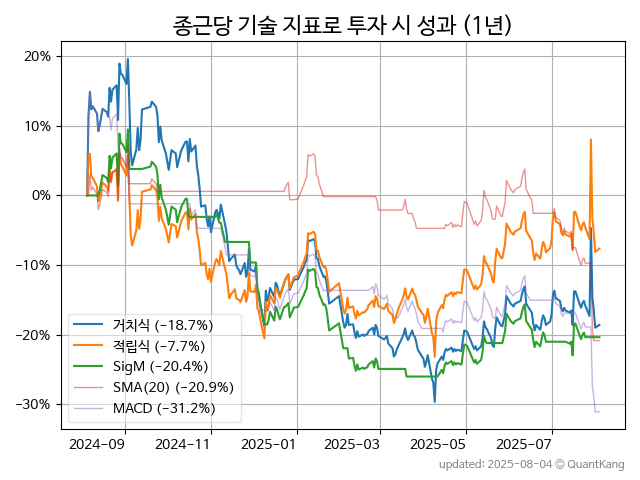 종근당 기술 지표로 투자 시 성과 (1년)
20%
10%
0%
−10%
−20%
−30%
거치식 (−18.7%)
적립식 (−7.7%)
SigM (−20.4%)
SMA(20) (−20.9%)
MACD (−31.2%)
2024-09
2024-11
2025-01
2025-03
2025-05
2025-07
updated: 2025-08-04 © QuantKang